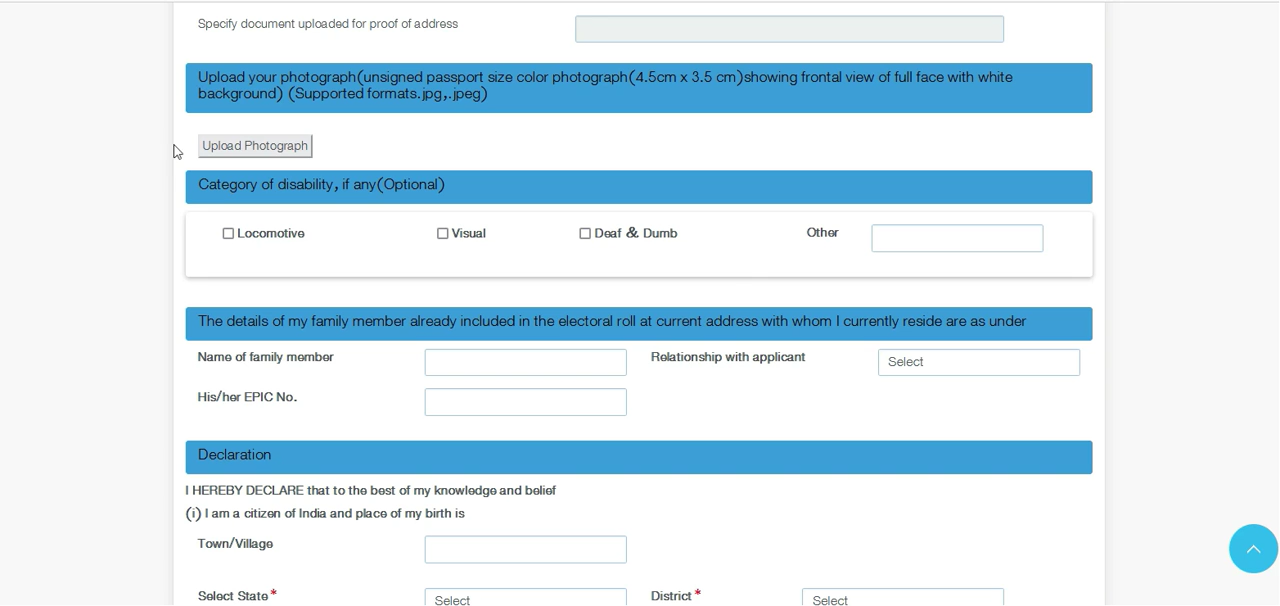 Specify document uploaded for proof of address
Upload your photograph(unsigned passport size color photograph(4.5cm x 3.5 cm)showing frontal view of full face with white
background) (Supported formats.jpg,.jpeg)
Upload Photograph
Category of disability, if any(Optional)
Locomotive Visual Deaf & Dumb Other
The details of my family member already included in the electoral roll at current address with whom I currently reside are as under
Name of family member Relationship with applicant Select
His/her EPIC No.
Declaration
I HEREBY DECLARE that to the best of my knowledge and belief
(i) I am a citizen of India and place of my birth is
Town/Village
Select State* Select District* Select